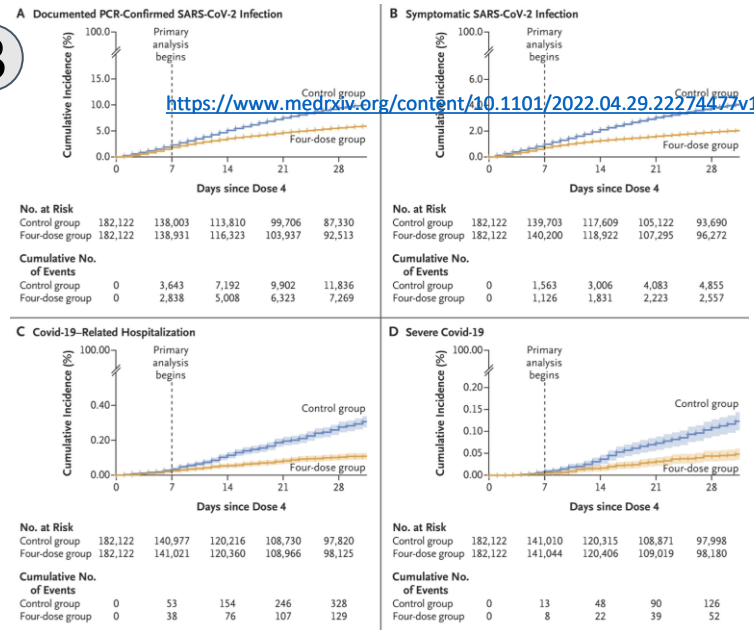 A Documented PCR-Confirmed SARS-CoV-2 Infection
100.0
Primary
analysis
begins
15.0
10.0
5.0
0.0
Cumulative Incidence (%)
Control group
Four-dose group
0 7 14 21 28
Days since Dose 4
No. at Risk
Control group 182,122 138,003 113,810 99,706 87,330
Four-dose group 182,122 138,931 116,323 103,937 92,513
Cumulative No.
of Events
Control group 0 3,643 7,192 9,902 11,836
Four-dose group 0 2,838 5,008 6,323 7,269
B Symptomatic SARS-CoV-2 Infection
100.0
Primary
analysis
begins
6.0
4.0
2.0
0.0
Cumulative Incidence (%)
Control group
Four-dose group
0 7 14 21 28
Days since Dose 4
No. at Risk
Control group 182,122 139,703 117,609 105,122 93,690
Four-dose group 182,122 140,200 118,922 107,295 96,272
Cumulative No.
of Events
Control group 0 1,563 3,006 4,083 4,855
Four-dose group 0 1,126 1,831 2,223 2,557
https://www.medrxiv.org/content/10.1101/2022.04.29.22274477v1
C Covid-19–Related Hospitalization
100.00
Primary
analysis
begins
0.40
0.20
0.00
Cumulative Incidence (%)
Control group
Four-dose group
0 7 14 21 28
Days since Dose 4
No. at Risk
Control group 182,122 140,977 120,216 108,730 97,820
Four-dose group 182,122 141,021 120,360 108,966 98,125
Cumulative No.
of Events
Control group 0 53 154 246 328
Four-dose group 0 38 76 107 129
D Severe Covid-19
100.00
Primary
analysis
begins
0.20
0.15
0.10
0.05
0.00
Cumulative Incidence (%)
Control group
Four-dose group
0 7 14 21 28
Days since Dose 4
No. at Risk
Control group 182,122 141,010 120,315 108,871 97,998
Four-dose group 182,122 141,044 120,406 109,019 98,180
Cumulative No.
of Events
Control group 0 13 48 90 126
Four-dose group 0 8 22 39 52